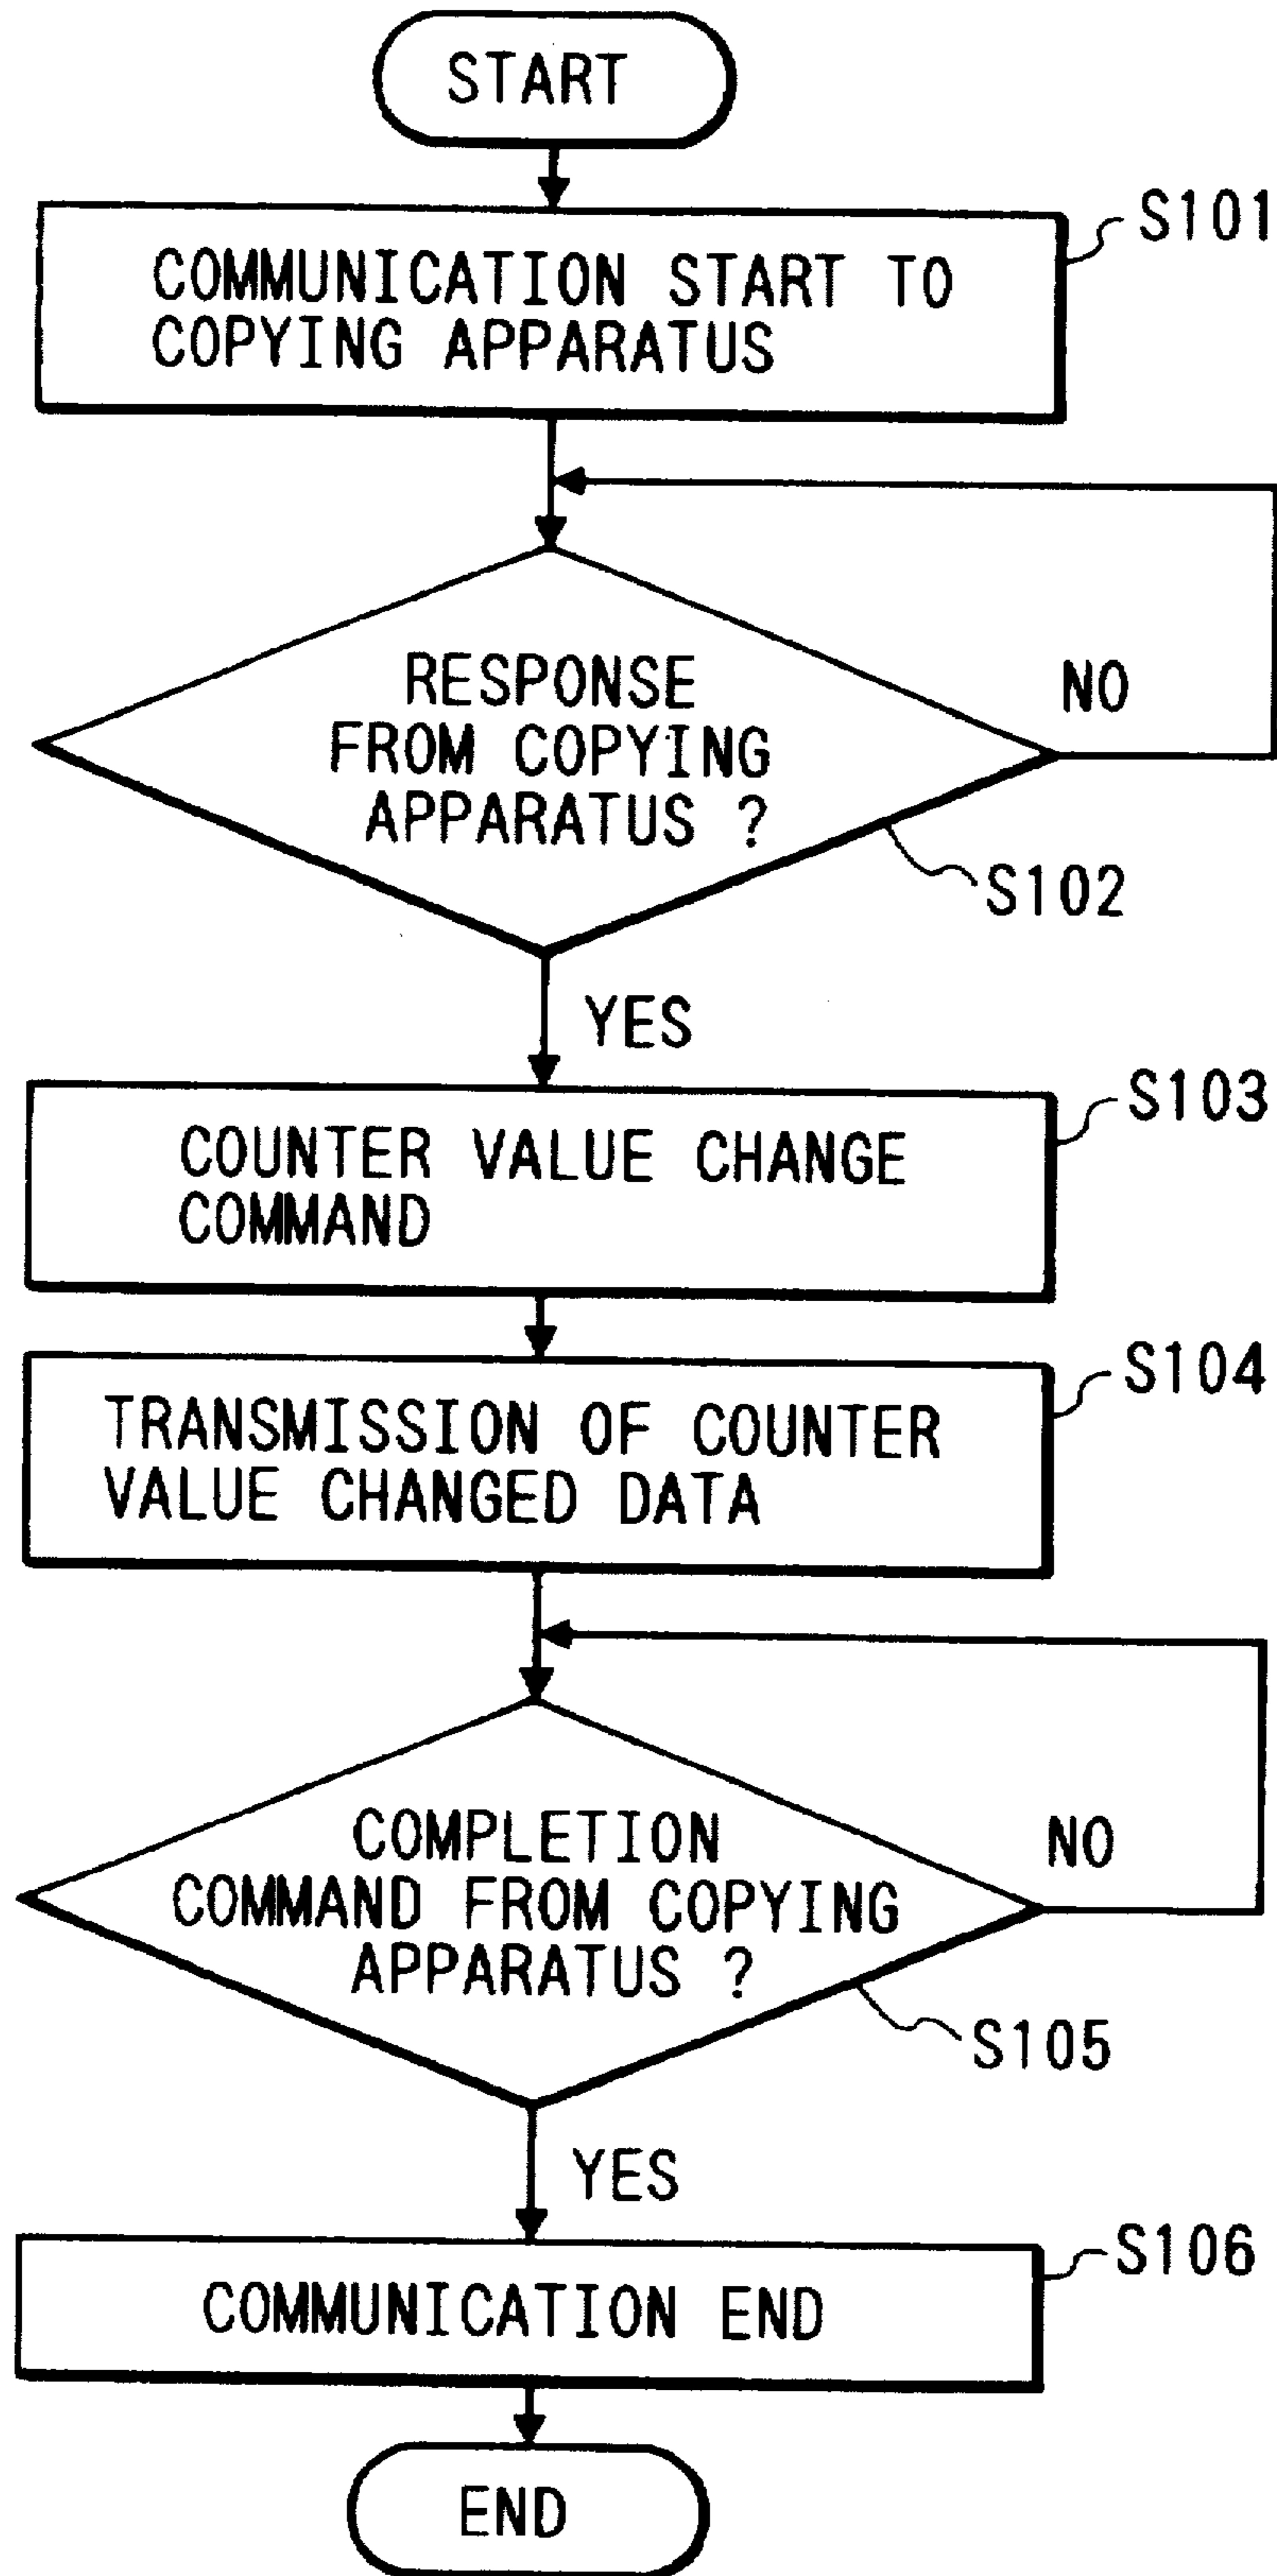 START
S101
COMMUNICATION START TO
COPYING APPARATUS
RESPONSE
FROM COPYING
APPARATUS ?
NO
S102
YES
S103
COUNTER VALUE CHANGE
COMMAND
S104
TRANSMISSION OF COUNTER
VALUE CHANGED DATA
COMPLETION
COMMAND FROM COPYING
APPARATUS ?
NO
S105
YES
S106
COMMUNICATION END
END